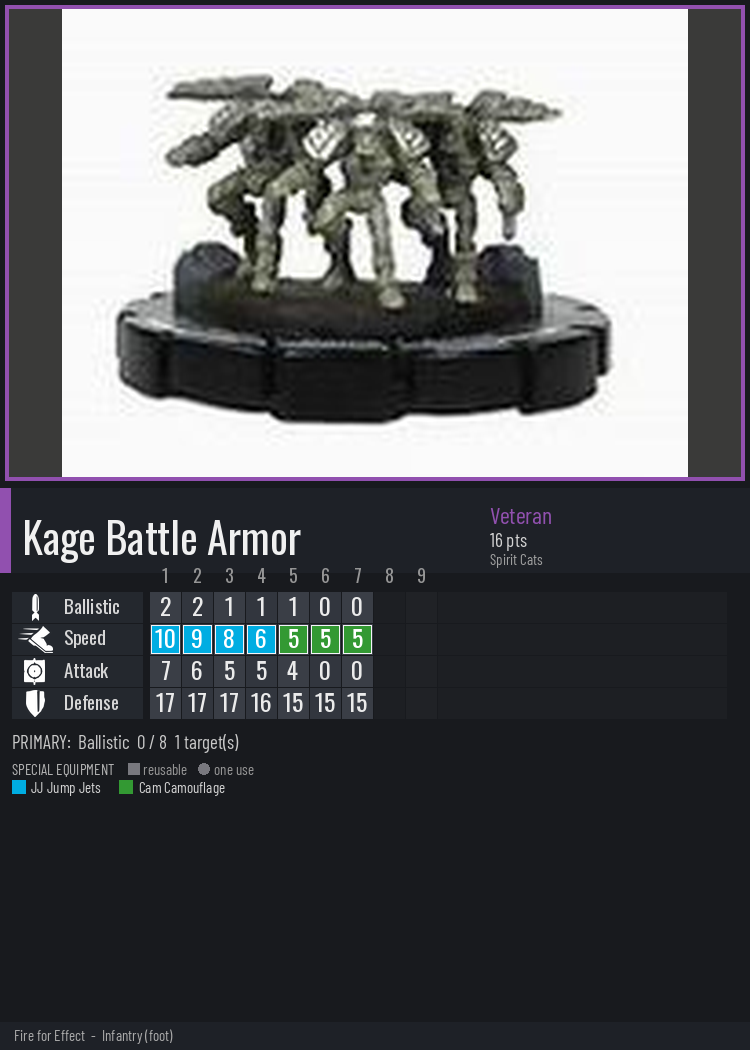 Kage Battle Armor
Veteran
16 pts
Spirit Cats
1 2 3 4 5 6 7 8 9
Ballistic 2 2 1 1 1 0 0
Speed 10 9 8 6 5 5 5
Attack 7 6 5 5 4 0 0
Defense 17 17 17 16 15 15 15
PRIMARY: Ballistic 0 / 8 1 target(s)
SPECIAL EQUIPMENT reusable one use
JJ Jump Jets Cam Camouflage
Fire for Effect - Infantry (foot)